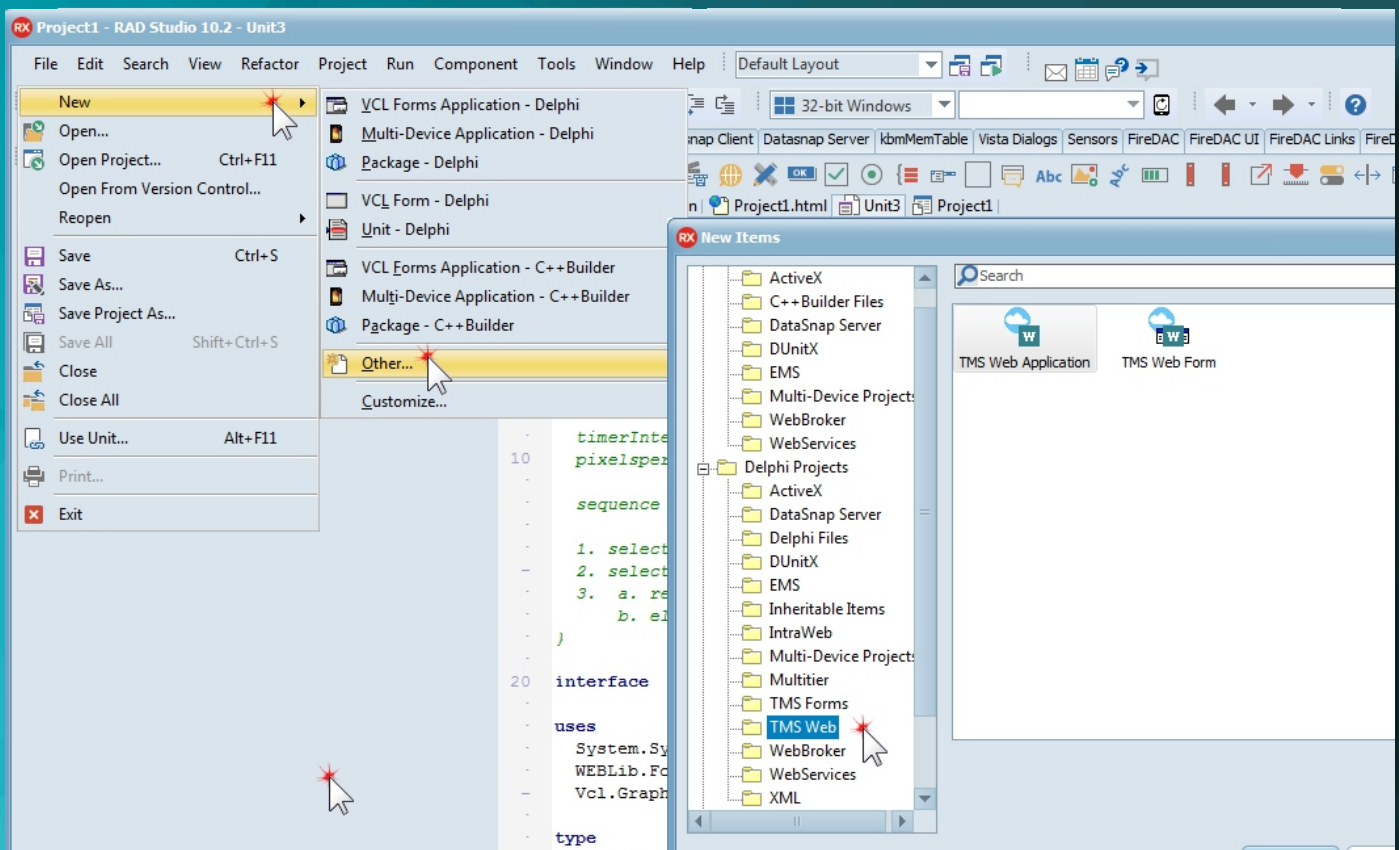 Project1 - RAD Studio 10.2 - Unit3
File Edit Search View Refactor Project Run Component Tools Window Help Default Layout
32-bit Windows
snap Client Datasnap Server kbmMemTable Vista Dialogs Sensors FireDAC FireDAC UI FireDAC Links
OK Abc
Project1.html Unit3 Project1
New
Open...
Open Project... Ctrl+F11
Open From Version Control...
Reopen
Save Ctrl+S
Save As...
Save Project As...
Save All Shift+Ctrl+S
Close
Close All
Use Unit... Alt+F11
Print...
Exit
VCL Forms Application - Delphi
Multi-Device Application - Delphi
Package - Delphi
VCL Form - Delphi
Unit - Delphi
VCL Forms Application - C++Builder
Multi-Device Application - C++Builder
Package - C++Builder
Other...
Customize...
timerInte
10 pixelsper
sequence
1. select
2. select
3. a. re
b. el
}
20 interface
uses
System.Sy
WEBLib.Fo
Vcl.Graph
type
New Items
ActiveX
C++Builder Files
DataSnap Server
DUnitX
EMS
Multi-Device Projects
WebBroker
WebServices
Delphi Projects
ActiveX
DataSnap Server
Delphi Files
DUnitX
EMS
Inheritable Items
IntraWeb
Multi-Device Projects
Multitier
TMS Forms
TMS Web
WebBroker
WebServices
XML
Search
TMS Web Application
TMS Web Form